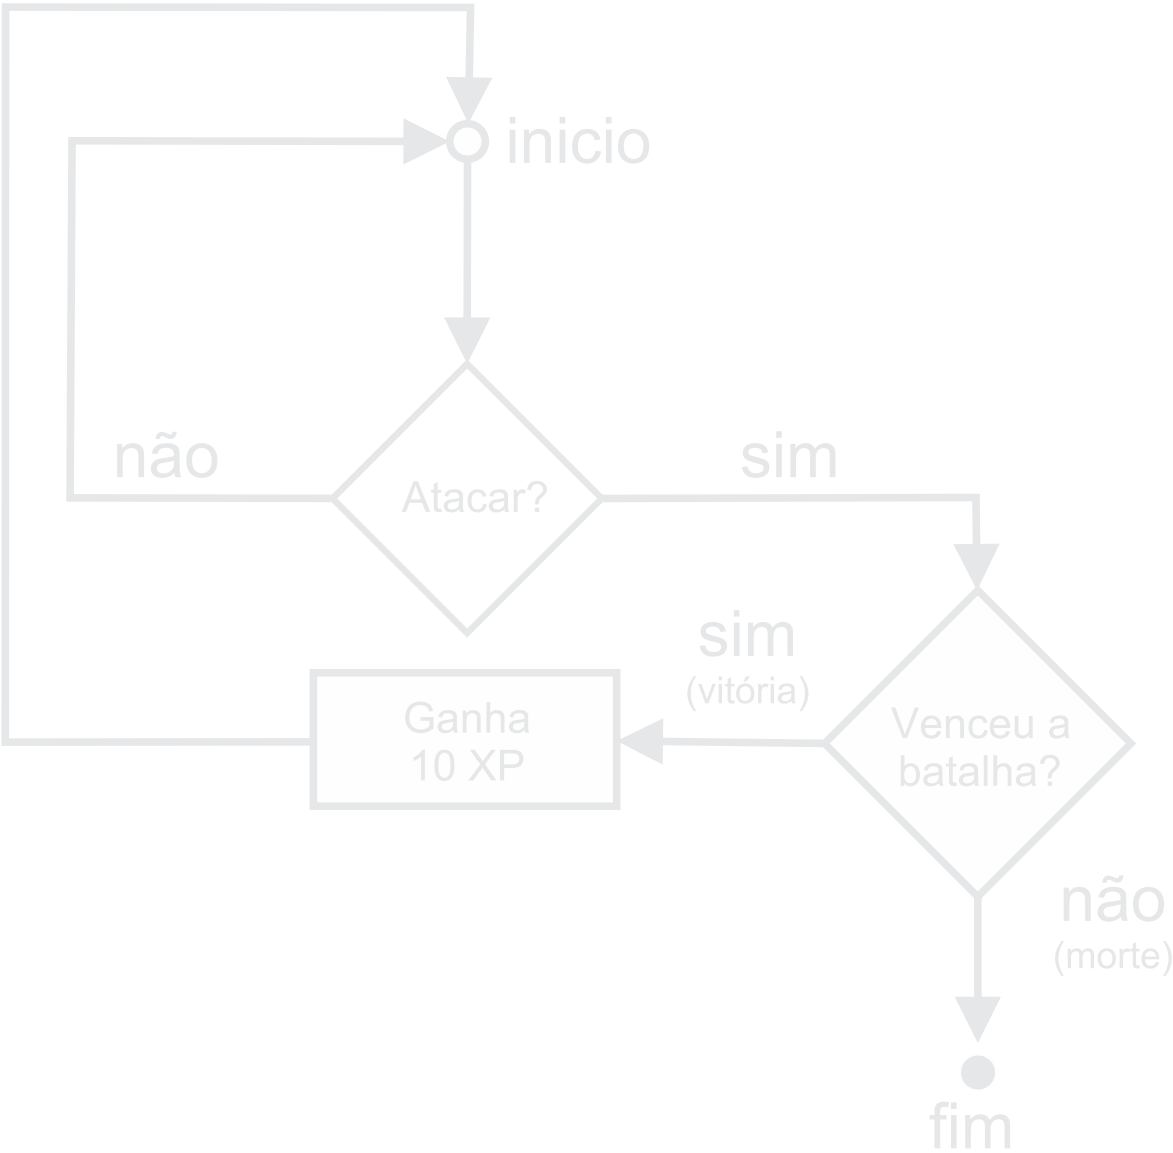 inicio
não
sim
Atacar?
sim
(vitória)
Ganha
10 XP
Venceu a
batalha?
não
(morte)
fim